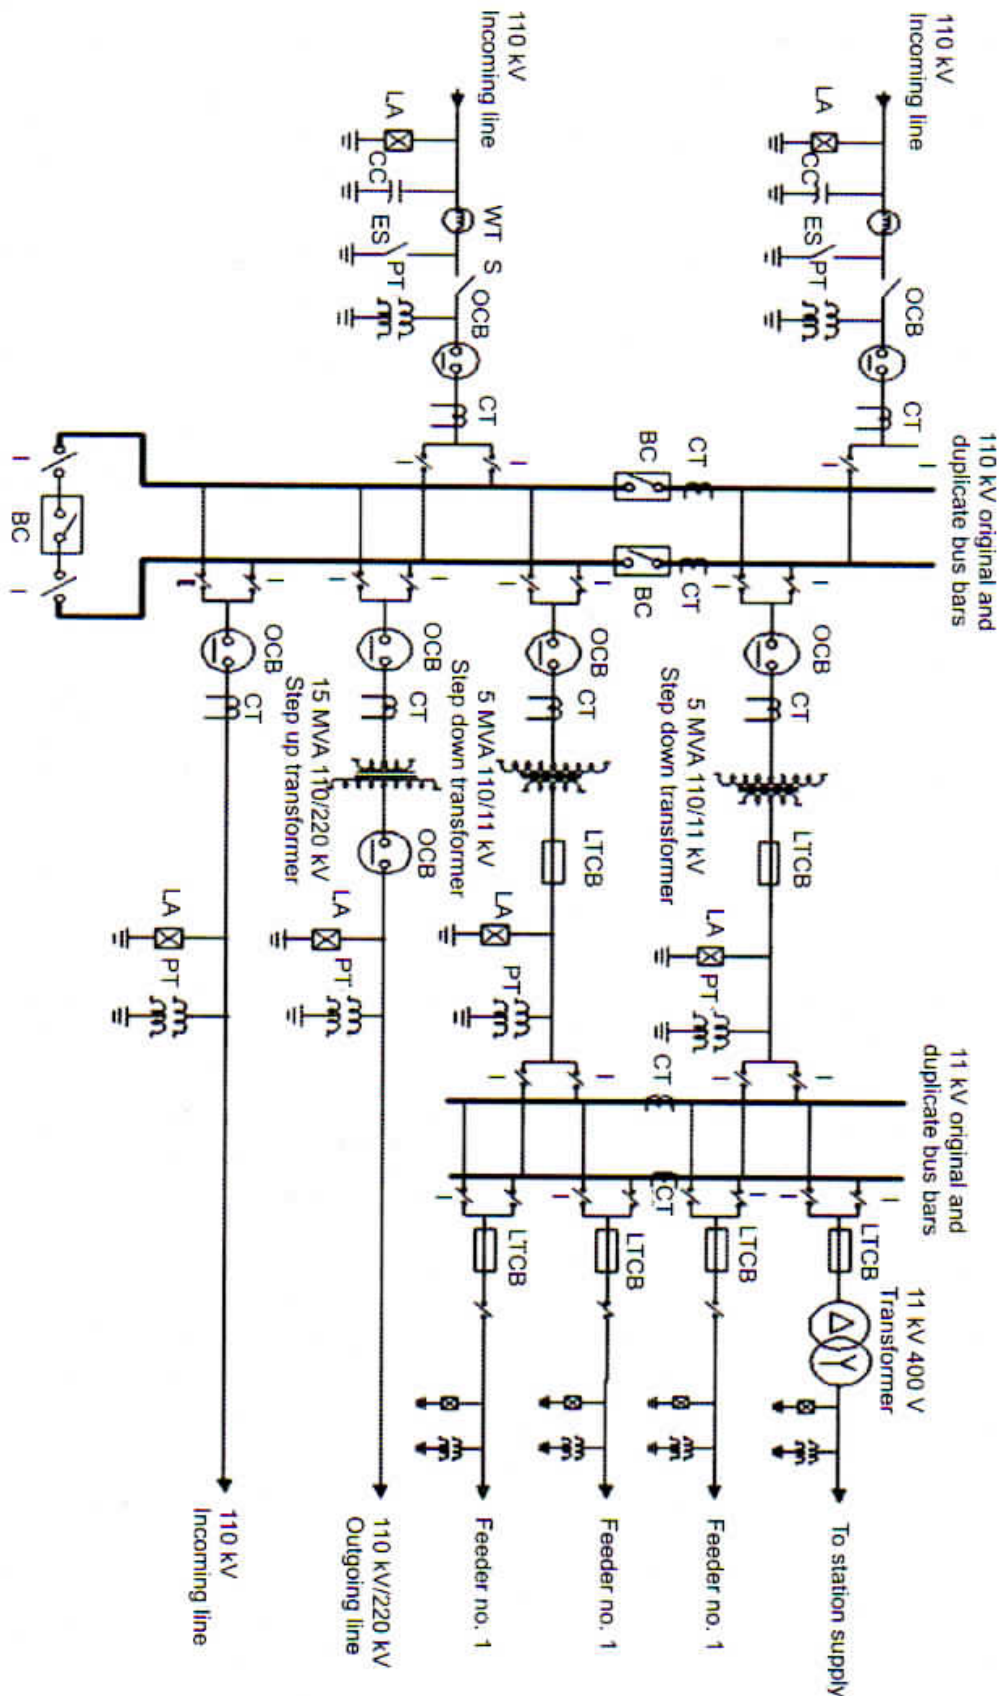 110 kV
Incoming line
LA
CC
ES
PT
OCB
CT
I
I
110 kV original and
duplicate bus bars
110 kV
Incoming line
LA
CC
WT
ES
S
PT
OCB
CT
I
I
BC
CT
BC
CT
I
BC
I
I
I
OCB
CT
5 MVA 110/11 kV
Step down transformer
LTCB
LA
PT
I
I
11 kV original and
duplicate bus bars
I
I
OCB
CT
5 MVA 110/11 kV
Step down transformer
LTCB
LA
PT
I
I
CT
CT
I
I
OCB
CT
15 MVA 110/220 kV
Step up transformer
OCB
LA
PT
110 kV/220 kV
Outgoing line
I
I
OCB
CT
LA
PT
110 kV
Incoming line
I
I
LTCB
11 kV 400 V
Transformer
To station supply
I
I
LTCB
Feeder no. 1
I
I
LTCB
Feeder no. 1
I
I
LTCB
Feeder no. 1